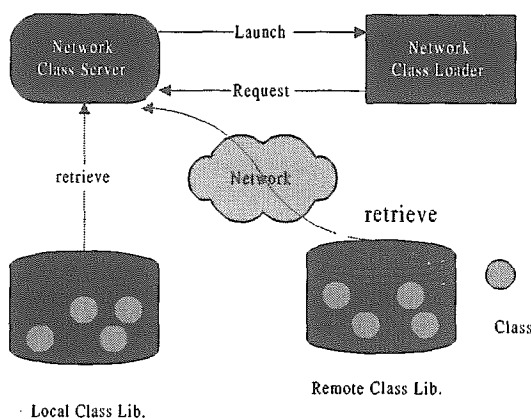 Network
Class Server
Launch
Network
Class Loader
Request
retrieve
Network
retrieve
Class
Local Class Lib.
Remote Class Lib.